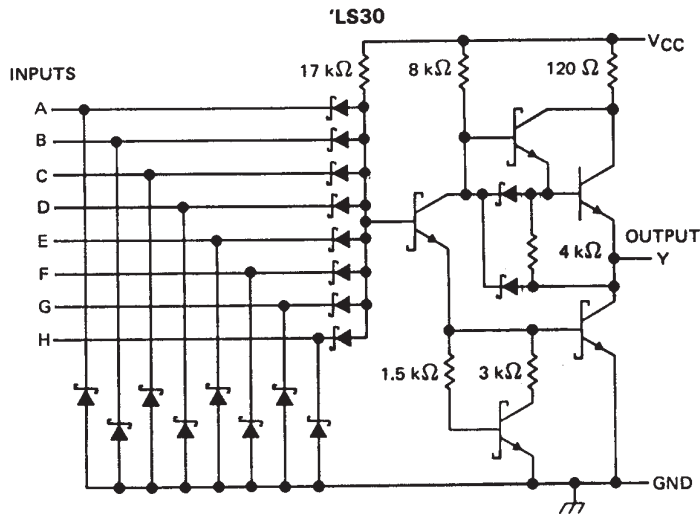 'LS30
VCC
INPUTS
17 kΩ
8 kΩ
120 Ω
A
B
C
D
E
F
G
H
4 kΩ
OUTPUT
Y
1.5 kΩ
3 kΩ
GND